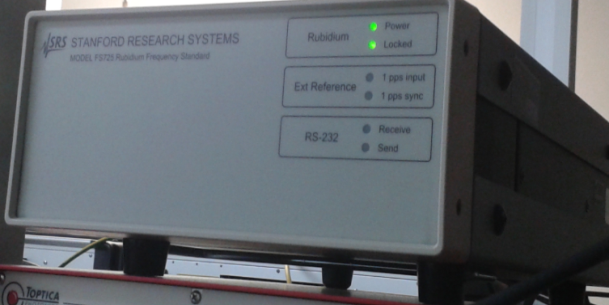 SRS STANFORD RESEARCH SYSTEMS
MODEL FS725 Rubidium Frequency Standard
Rubidium
Power
Locked
Ext Reference
1 pps input
1 pps sync
RS-232
Receive
Send
TOPTICA